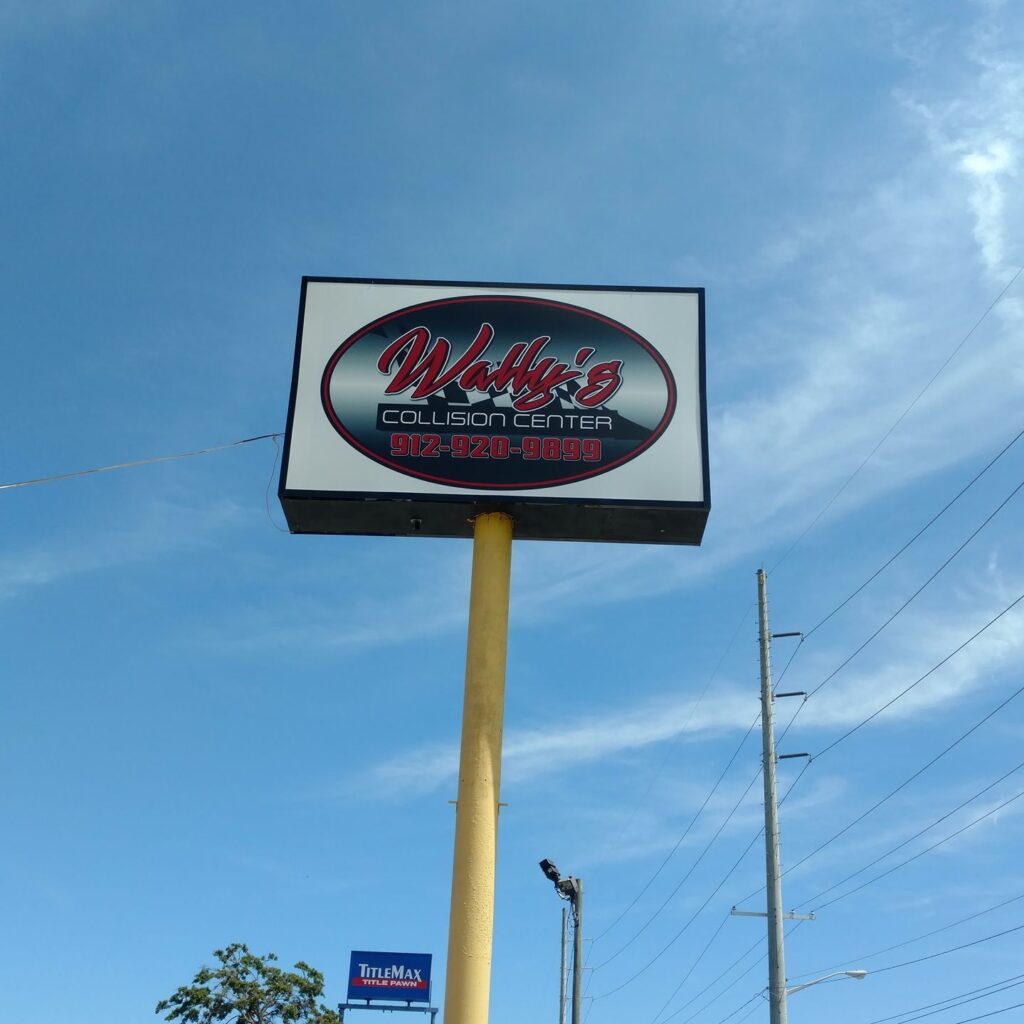 Wally's
COLLISION CENTER
912-920-9899
TITLEMAX
TITLE PAWN